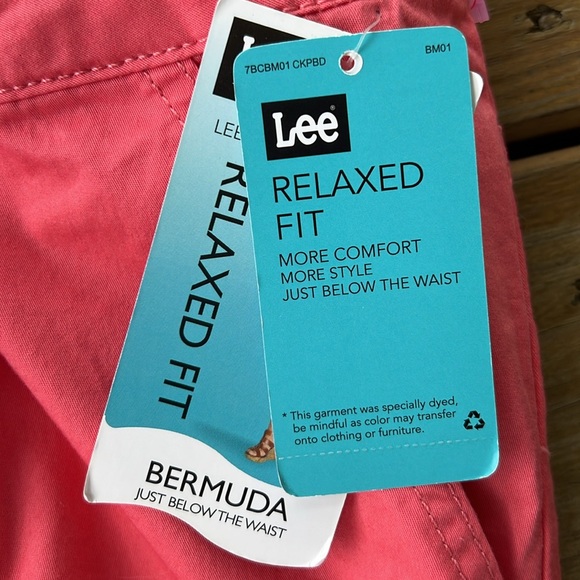 Lee
LEE
RELAXED FIT
BERMUDA
JUST BELOW THE WAIST
7BCBM01 CKPBD
BM01
Lee
RELAXED
FIT
MORE COMFORT
MORE STYLE
JUST BELOW THE WAIST
* This garment was specially dyed,
be mindful as color may transfer
onto clothing or furniture.